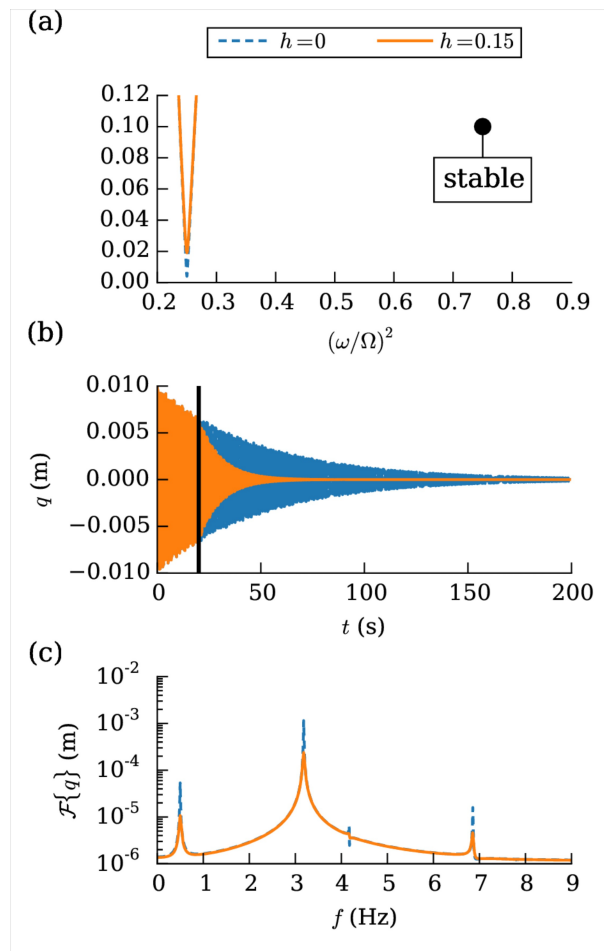 (a)
h=0 h=0.15
0.12
0.10
0.08
0.06
0.04
0.02
0.00
stable
0.2 0.3 0.4 0.5 0.6 0.7 0.8 0.9
(ω/Ω)²
(b)
0.010
0.005
0.000
−0.005
−0.010
q (m)
0 50 100 150 200
t (s)
(c)
10⁻²
10⁻³
10⁻⁴
10⁻⁵
10⁻⁶
ℱ{q} (m)
0 1 2 3 4 5 6 7 8 9
f (Hz)